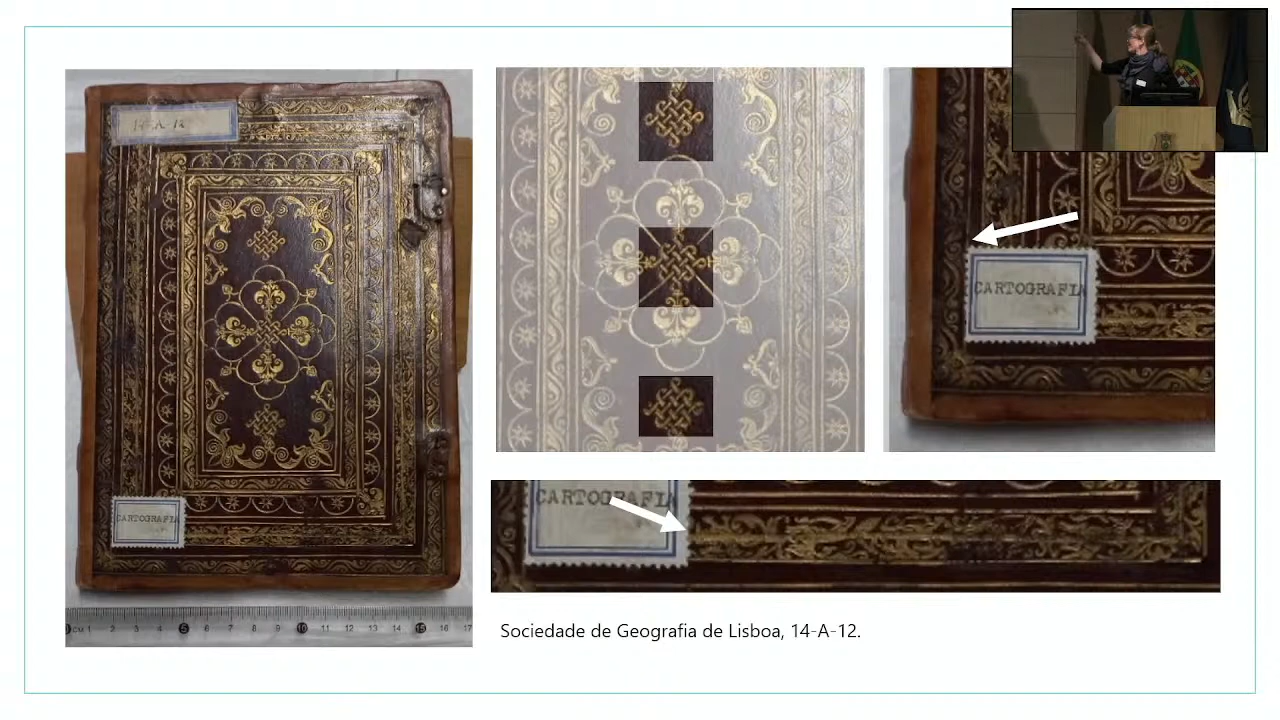 14-A-12
CARTOGRAFIA
CM 1 2 3 4 5 6 7 8 9 10 11 12 13 14 15 16 17
CARTOGRAFIA
CARTOGRAFIA
Sociedade de Geografia de Lisboa, 14-A-12.